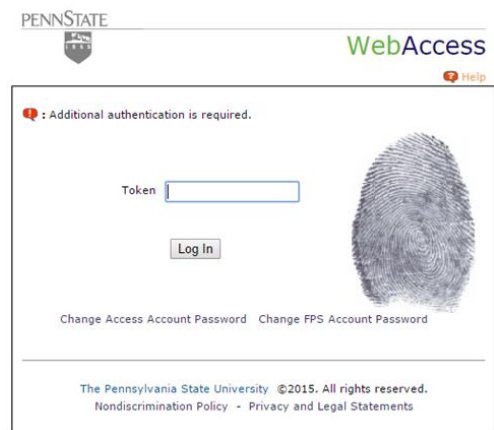 PENNSTATE
1855
WebAccess
Help
: Additional authentication is required.
Token
Log In
Change Access Account Password Change FPS Account Password
The Pennsylvania State University ©2015. All rights reserved.
Nondiscrimination Policy - Privacy and Legal Statements